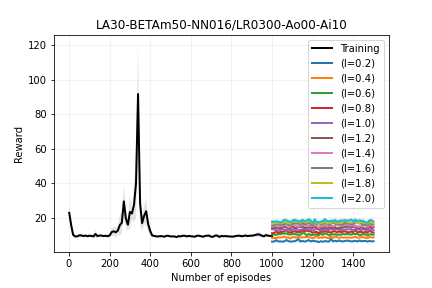 LA30-BETAm50-NN016/LR0300-Ao00-Ai10
120
100
80
60
40
20
Reward
0
200
400
600
800
1000
1200
1400
Number of episodes
Training
(l=0.2)
(l=0.4)
(l=0.6)
(l=0.8)
(l=1.0)
(l=1.2)
(l=1.4)
(l=1.6)
(l=1.8)
(l=2.0)